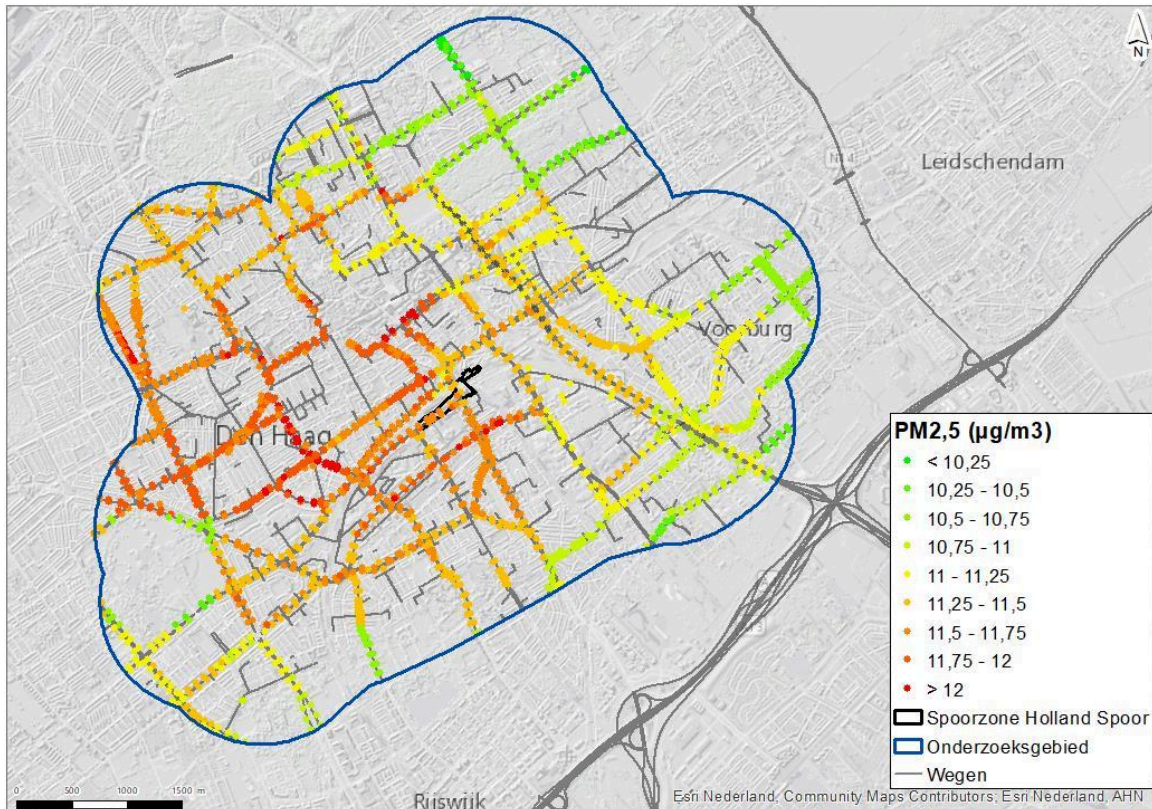 N
N14
Leidschendam
Voorburg
Den Haag
Rijswijk
PM2,5 (µg/m3)
< 10,25
10,25 - 10,5
10,5 - 10,75
10,75 - 11
11 - 11,25
11,25 - 11,5
11,5 - 11,75
11,75 - 12
> 12
Spoorzone Holland Spoor
Onderzoeksgebied
Wegen
0 500 1000 1500 m
Esri Nederland, Community Maps Contributors, Esri Nederland, AHN